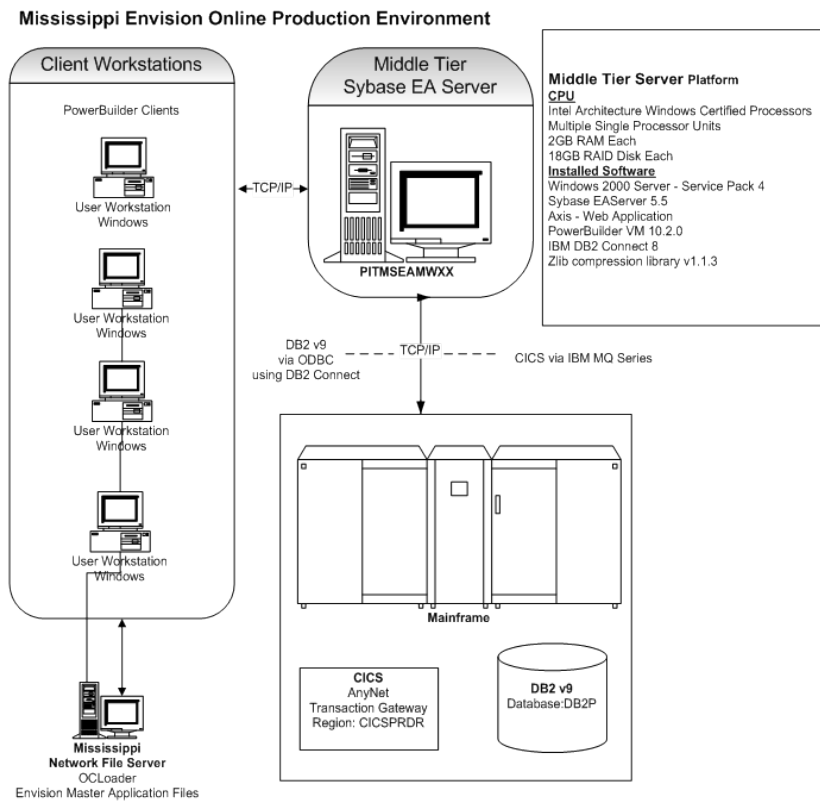 Mississippi Envision Online Production Environment
Client Workstations
PowerBuilder Clients
User Workstation
Windows
User Workstation
Windows
User Workstation
Windows
User Workstation
Windows
TCP/IP
Middle Tier
Sybase EA Server
PITMSEAMWXX
Middle Tier Server Platform
CPU
Intel Architecture Windows Certified Processors
Multiple Single Processor Units
2GB RAM Each
18GB RAID Disk Each
Installed Software
Windows 2000 Server - Service Pack 4
Sybase EAServer 5.5
Axis - Web Application
PowerBuilder VM 10.2.0
IBM DB2 Connect 8
Zlib compression library v1.1.3
DB2 v9
via ODBC
using DB2 Connect
TCP/IP
CICS via IBM MQ Series
Mainframe
CICS
AnyNet
Transaction Gateway
Region: CICSPRDR
DB2 v9
Database:DB2P
Mississippi
Network File Server
OCLoader
Envision Master Application Files